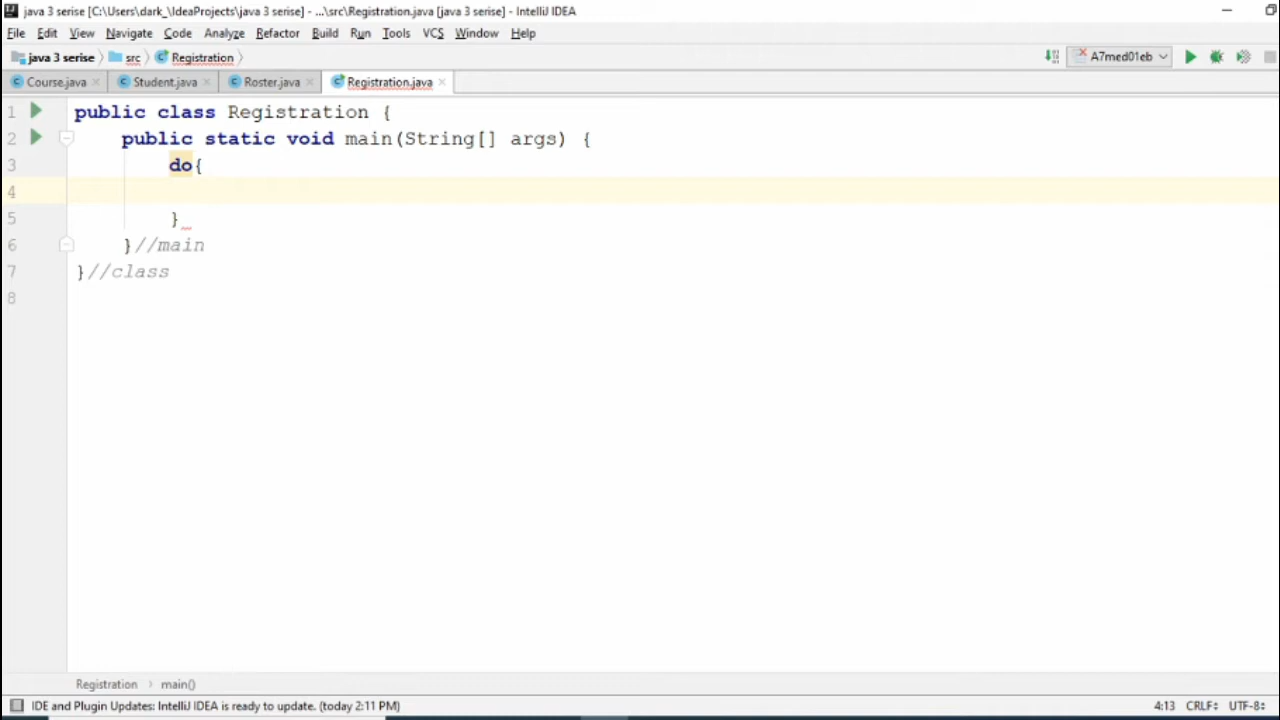 java 3 serise [C:\Users\dark_\IdeaProjects\java 3 serise] - ...\src\Registration.java [java 3 serise] - IntelliJ IDEA
File Edit View Navigate Code Analyze Refactor Build Run Tools VCS Window Help
java 3 serise src Registration A7med01eb
Course.java Student.java Roster.java Registration.java
1 public class Registration {
2 public static void main(String[] args) {
3 do{
4
5 }
6 }//main
7 }//class
8
Registration main()
IDE and Plugin Updates: IntelliJ IDEA is ready to update. (today 2:11 PM) 4:13 CRLF UTF-8